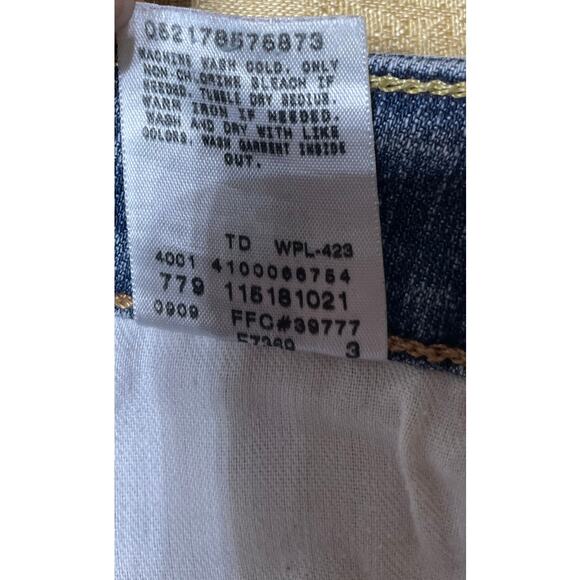 052178576873
MACHINE WASH COLD. ONLY
NON-CHLORINE BLEACH IF
NEEDED. TUMBLE DRY MEDIUM.
WARM IRON IF NEEDED.
WASH AND DRY WITH LIKE
COLORS. WASH GARMENT INSIDE
OUT.
TD WPL-423
4001 4100066754
779 115181021
0909 FFC#39777
F7369 3